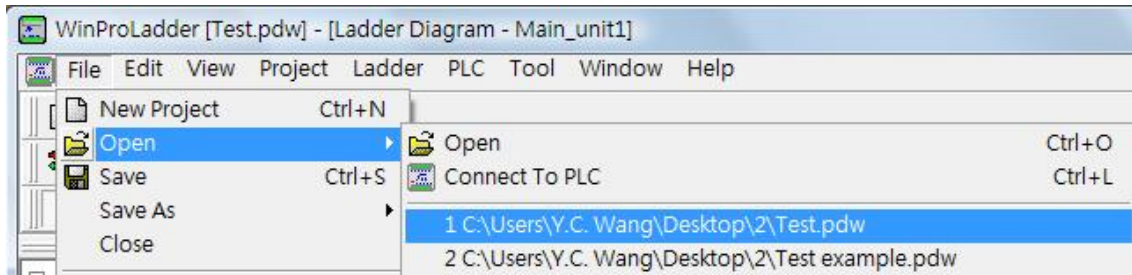 WinProLadder [Test.pdw] - [Ladder Diagram - Main_unit1]
File Edit View Project Ladder PLC Tool Window Help
New Project Ctrl+N
Open
Save Ctrl+S
Save As
Close
Open Ctrl+O
Connect To PLC Ctrl+L
1 C:\Users\Y.C. Wang\Desktop\2\Test.pdw
2 C:\Users\Y.C. Wang\Desktop\2\Test example.pdw